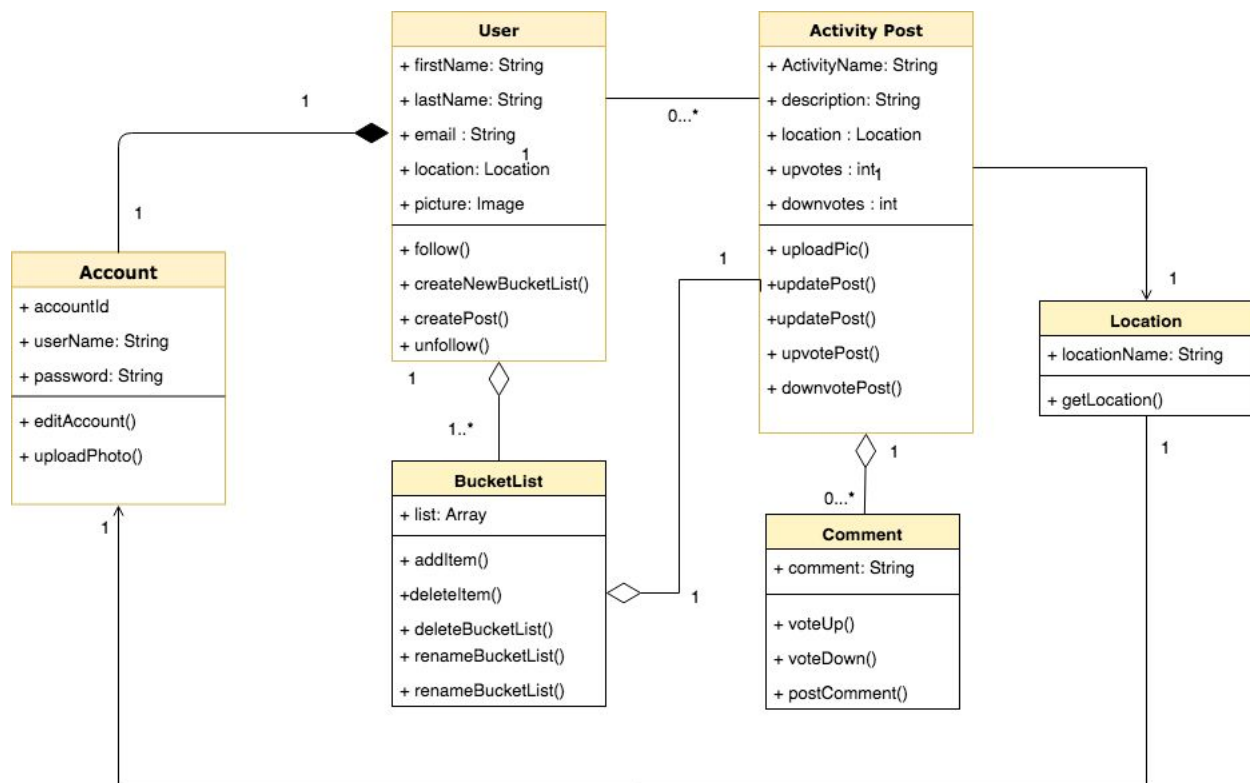 User
+ firstName: String
+ lastName: String
+ email : String
1
+ location: Location
+ picture: Image
+ follow()
+ createNewBucketList()
+ createPost()
+ unfollow()
Activity Post
+ ActivityName: String
+ description: String
+ location : Location
+ upvotes : int
1
+ downvotes : int
+ uploadPic()
+updatePost()
+updatePost()
+ upvotePost()
+ downvotePost()
1
0...*
1
1
Account
+ accountId
+ userName: String
+ password: String
+ editAccount()
+ uploadPhoto()
1
1
Location
+ locationName: String
+ getLocation()
1
1
1..*
BucketList
+ list: Array
+ addItem()
+deleteItem()
+ deleteBucketList()
+ renameBucketList()
+ renameBucketList()
1
1
0...*
Comment
+ comment: String
+ voteUp()
+ voteDown()
+ postComment()
1